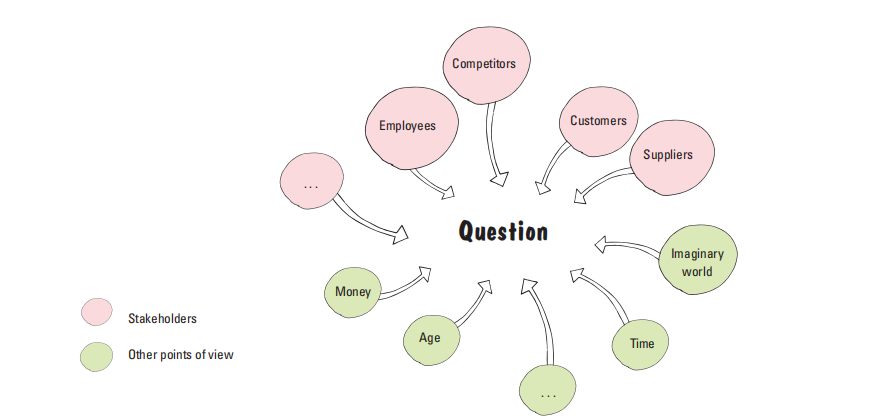 Competitors
Employees
Customers
Suppliers
...
Question
Imaginary
world
Money
Age
Time
...
Stakeholders
Other points of view